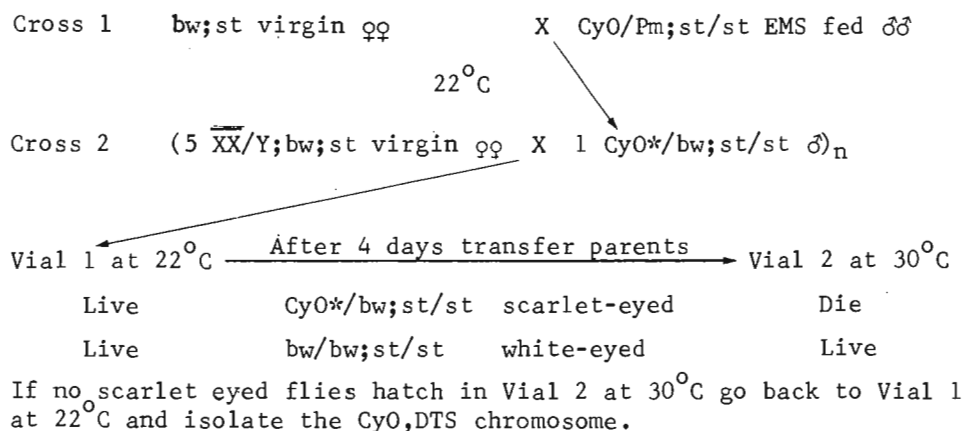 Cross 1 bw;st virgin ♀♀ X CyO/Pm;st/st EMS fed ♂♂
22°C
Cross 2 (5 X͞X/Y;bw;st virgin ♀♀ X 1 CyO*/bw;st/st ♂)n
Vial 1 at 22°C After 4 days transfer parents Vial 2 at 30°C
Live CyO*/bw;st/st scarlet-eyed Die
Live bw/bw;st/st white-eyed Live
If no scarlet eyed flies hatch in Vial 2 at 30°C go back to Vial 1
at 22°C and isolate the CyO,DTS chromosome.